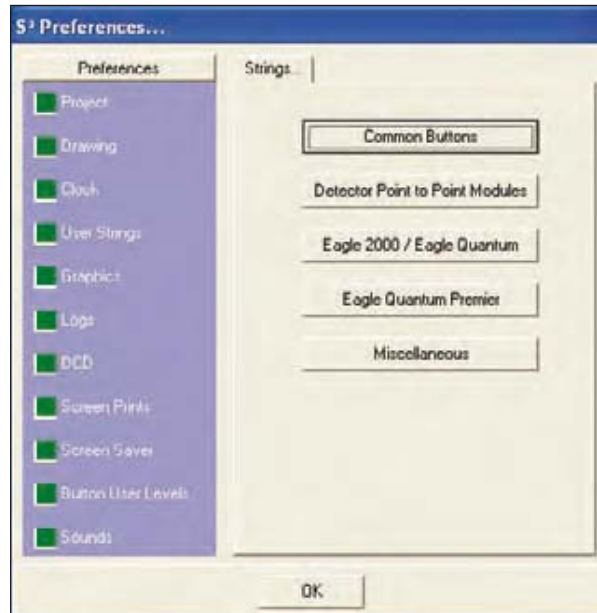 S³ Preferences...
Preferences
Project
Drawing
Clock
User Strings
Graphics
Logs
DCD
Screen Prints
Screen Saver
Button User Levels
Sounds
Strings...
Common Buttons
Detector Point to Point Modules
Eagle 2000 / Eagle Quantum
Eagle Quantum Premier
Miscellaneous
OK